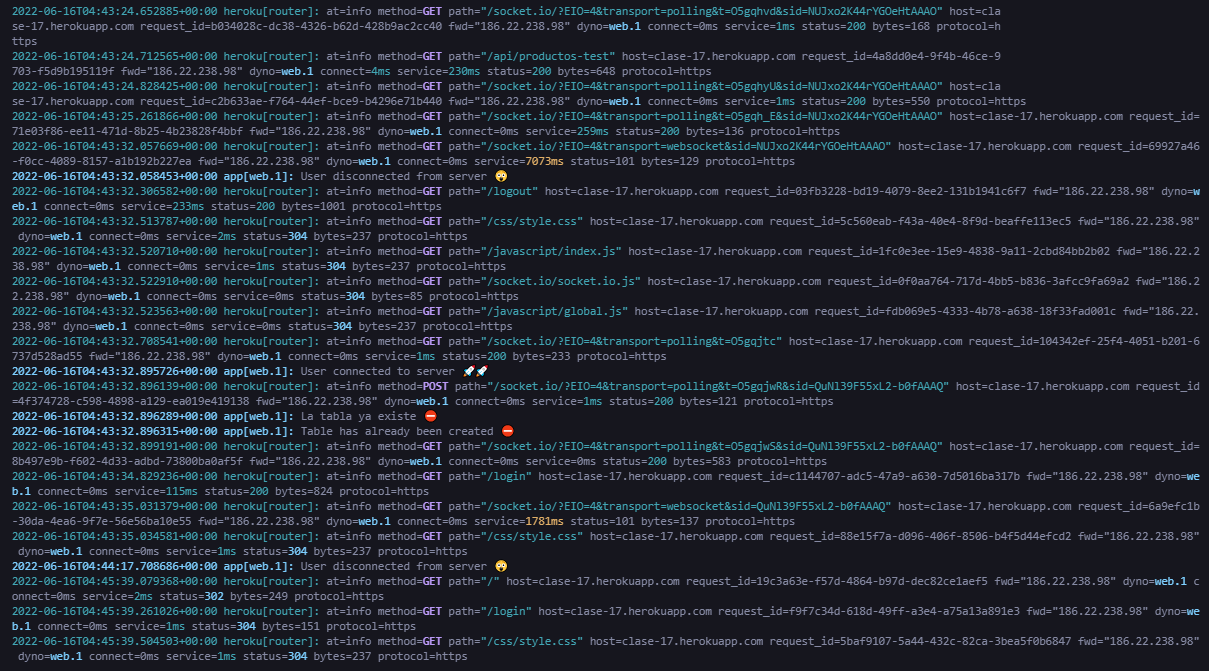 2022-06-16T04:43:24.652885+00:00 heroku[router]: at=info method=GET path="/socket.io/?EIO=4&transport=polling&t=O5gqhvd&sid=NUJxo2K44rYGOeHtAAAO" host=cla
se-17.herokuapp.com request_id=b034028c-dc38-4326-b62d-428b9ac2cc40 fwd="186.22.238.98" dyno=web.1 connect=0ms service=1ms status=200 bytes=168 protocol=h
ttps
2022-06-16T04:43:24.712565+00:00 heroku[router]: at=info method=GET path="/api/productos-test" host=clase-17.herokuapp.com request_id=4a8dd0e4-9f4b-46ce-9
703-f5d9b195119f fwd="186.22.238.98" dyno=web.1 connect=4ms service=230ms status=200 bytes=648 protocol=https
2022-06-16T04:43:24.828425+00:00 heroku[router]: at=info method=GET path="/socket.io/?EIO=4&transport=polling&t=O5gqhyU&sid=NUJxo2K44rYGOeHtAAAO" host=cla
se-17.herokuapp.com request_id=c2b633ae-f764-44ef-bce9-b4296e71b440 fwd="186.22.238.98" dyno=web.1 connect=0ms service=1ms status=200 bytes=550 protocol=https
2022-06-16T04:43:25.261866+00:00 heroku[router]: at=info method=GET path="/socket.io/?EIO=4&transport=polling&t=O5gqh_E&sid=NUJxo2K44rYGOeHtAAAO" host=clase-17.herokuapp.com request_id=
71e03f86-ee11-471d-8b25-4b23828f4bbf fwd="186.22.238.98" dyno=web.1 connect=0ms service=259ms status=200 bytes=136 protocol=https
2022-06-16T04:43:32.057669+00:00 heroku[router]: at=info method=GET path="/socket.io/?EIO=4&transport=websocket&sid=NUJxo2K44rYGOeHtAAAO" host=clase-17.herokuapp.com request_id=69927a46
-f0cc-4089-8157-a1b192b227ea fwd="186.22.238.98" dyno=web.1 connect=0ms service=7073ms status=101 bytes=129 protocol=https
2022-06-16T04:43:32.058453+00:00 app[web.1]: User disconnected from server 😲
2022-06-16T04:43:32.306582+00:00 heroku[router]: at=info method=GET path="/logout" host=clase-17.herokuapp.com request_id=03fb3228-bd19-4079-8ee2-131b1941c6f7 fwd="186.22.238.98" dyno=w
eb.1 connect=0ms service=233ms status=200 bytes=1001 protocol=https
2022-06-16T04:43:32.513787+00:00 heroku[router]: at=info method=GET path="/css/style.css" host=clase-17.herokuapp.com request_id=5c560eab-f43a-40e4-8f9d-beaffe113ec5 fwd="186.22.238.98"
dyno=web.1 connect=0ms service=2ms status=304 bytes=237 protocol=https
2022-06-16T04:43:32.520710+00:00 heroku[router]: at=info method=GET path="/javascript/index.js" host=clase-17.herokuapp.com request_id=1fc0e3ee-15e9-4838-9a11-2cbd84bb2b02 fwd="186.22.2
38.98" dyno=web.1 connect=0ms service=1ms status=304 bytes=237 protocol=https
2022-06-16T04:43:32.522910+00:00 heroku[router]: at=info method=GET path="/socket.io/socket.io.js" host=clase-17.herokuapp.com request_id=0f0aa764-717d-4bb5-b836-3afcc9fa69a2 fwd="186.2
2.238.98" dyno=web.1 connect=0ms service=0ms status=304 bytes=85 protocol=https
2022-06-16T04:43:32.523563+00:00 heroku[router]: at=info method=GET path="/javascript/global.js" host=clase-17.herokuapp.com request_id=fdb069e5-4333-4b78-a638-18f33fad001c fwd="186.22.
238.98" dyno=web.1 connect=0ms service=0ms status=304 bytes=237 protocol=https
2022-06-16T04:43:32.708541+00:00 heroku[router]: at=info method=GET path="/socket.io/?EIO=4&transport=polling&t=O5gqjtc" host=clase-17.herokuapp.com request_id=104342ef-25f4-4051-b201-6
737d528ad55 fwd="186.22.238.98" dyno=web.1 connect=0ms service=1ms status=200 bytes=233 protocol=https
2022-06-16T04:43:32.895726+00:00 app[web.1]: User connected to server 🚀🚀
2022-06-16T04:43:32.896139+00:00 heroku[router]: at=info method=POST path="/socket.io/?EIO=4&transport=polling&t=O5gqjwR&sid=QuNl39F55xL2-b0fAAAQ" host=clase-17.herokuapp.com request_id
=4f374728-c598-4898-a129-ea019e419138 fwd="186.22.238.98" dyno=web.1 connect=0ms service=1ms status=200 bytes=121 protocol=https
2022-06-16T04:43:32.896289+00:00 app[web.1]: La tabla ya existe ⛔
2022-06-16T04:43:32.896315+00:00 app[web.1]: Table has already been created ⛔
2022-06-16T04:43:32.899191+00:00 heroku[router]: at=info method=GET path="/socket.io/?EIO=4&transport=polling&t=O5gqjwS&sid=QuNl39F55xL2-b0fAAAQ" host=clase-17.herokuapp.com request_id=
8b497e9b-f602-4d33-adbd-73800ba0af5f fwd="186.22.238.98" dyno=web.1 connect=0ms service=0ms status=200 bytes=583 protocol=https
2022-06-16T04:43:34.829236+00:00 heroku[router]: at=info method=GET path="/login" host=clase-17.herokuapp.com request_id=c1144707-adc5-47a9-a630-7d5016ba317b fwd="186.22.238.98" dyno=we
b.1 connect=0ms service=115ms status=200 bytes=824 protocol=https
2022-06-16T04:43:35.031379+00:00 heroku[router]: at=info method=GET path="/socket.io/?EIO=4&transport=websocket&sid=QuNl39F55xL2-b0fAAAQ" host=clase-17.herokuapp.com request_id=6a9efc1b
-30da-4ea6-9f7e-56e56ba10e55 fwd="186.22.238.98" dyno=web.1 connect=0ms service=1781ms status=101 bytes=137 protocol=https
2022-06-16T04:43:35.034581+00:00 heroku[router]: at=info method=GET path="/css/style.css" host=clase-17.herokuapp.com request_id=88e15f7a-d096-406f-8506-b4f5d44efcd2 fwd="186.22.238.98"
dyno=web.1 connect=0ms service=1ms status=304 bytes=237 protocol=https
2022-06-16T04:44:17.708686+00:00 app[web.1]: User disconnected from server 😲
2022-06-16T04:45:39.079368+00:00 heroku[router]: at=info method=GET path="/" host=clase-17.herokuapp.com request_id=19c3a63e-f57d-4864-b97d-dec82ce1aef5 fwd="186.22.238.98" dyno=web.1 c
onnect=0ms service=2ms status=302 bytes=249 protocol=https
2022-06-16T04:45:39.261026+00:00 heroku[router]: at=info method=GET path="/login" host=clase-17.herokuapp.com request_id=f9f7c34d-618d-49ff-a3e4-a75a13a891e3 fwd="186.22.238.98" dyno=we
b.1 connect=0ms service=1ms status=304 bytes=151 protocol=https
2022-06-16T04:45:39.504503+00:00 heroku[router]: at=info method=GET path="/css/style.css" host=clase-17.herokuapp.com request_id=5baf9107-5a44-432c-82ca-3bea5f0b6847 fwd="186.22.238.98"
dyno=web.1 connect=0ms service=1ms status=304 bytes=237 protocol=https